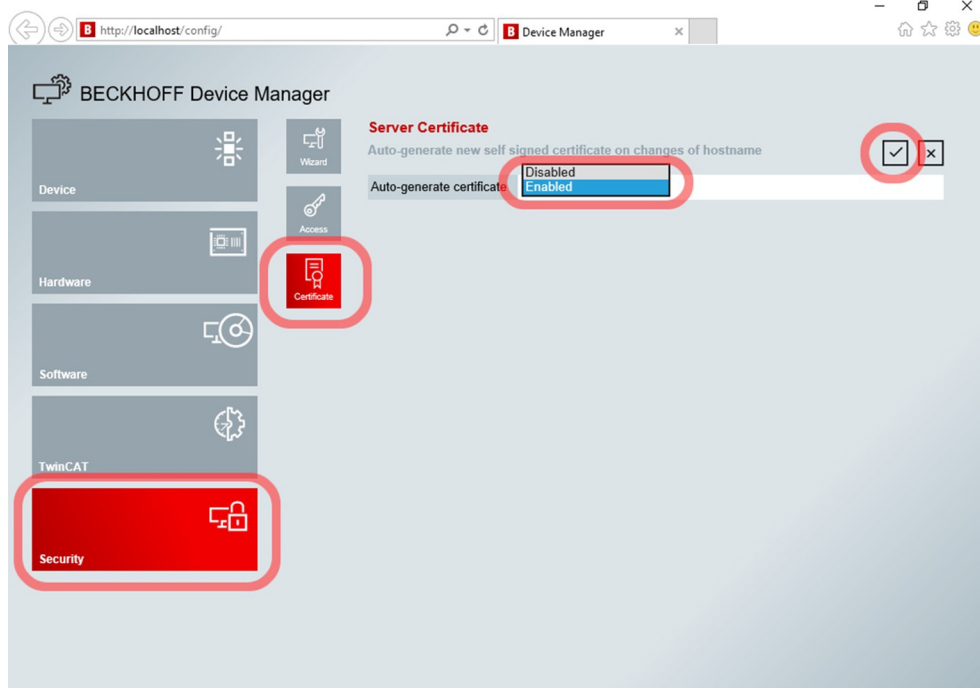 http://localhost/config/
Device Manager
BECKHOFF Device Manager
Device
Hardware
Software
TwinCAT
Security
Wizard
Access
Certificate
Server Certificate
Auto-generate new self signed certificate on changes of hostname
Auto-generate certificate
Disabled
Enabled